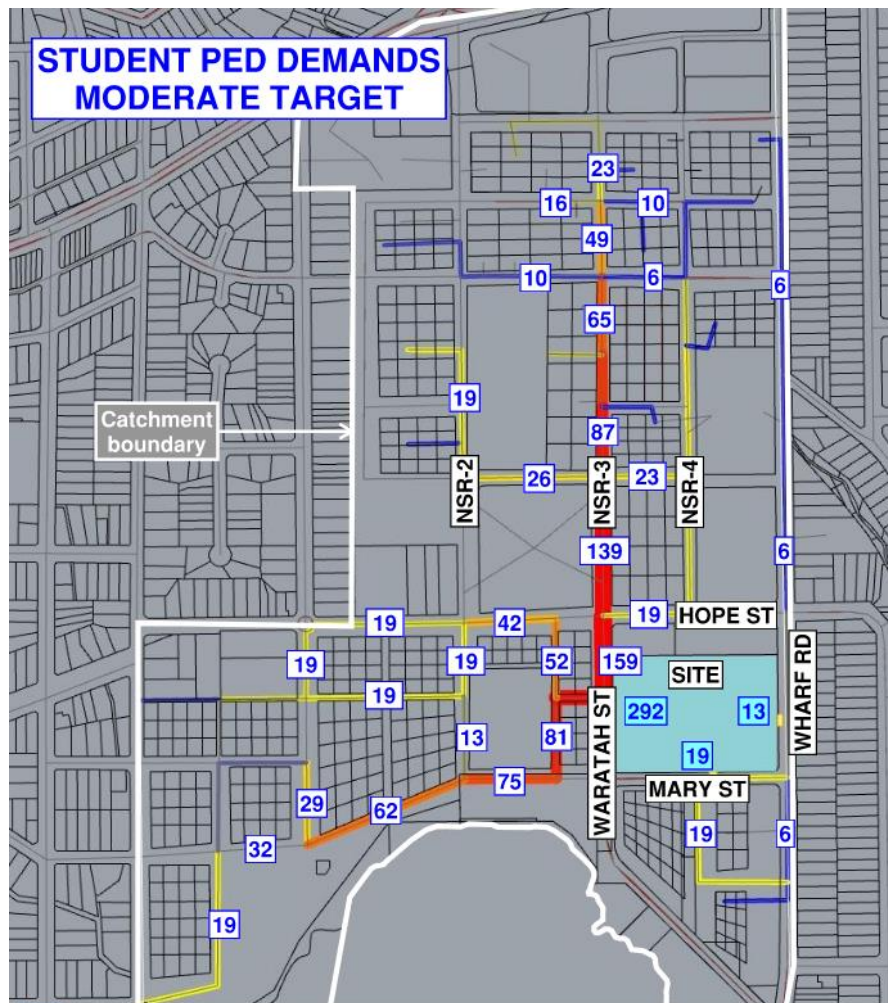 STUDENT PED DEMANDS
MODERATE TARGET
23
16
10
49
10
6
6
65
Catchment
boundary
19
87
NSR-2
26
NSR-3
23
NSR-4
139
6
19
42
19
HOPE ST
19
19
52
159
SITE
19
292
13
WHARF RD
13
81
WARATAH ST
19
75
MARY ST
29
62
32
19
6
19